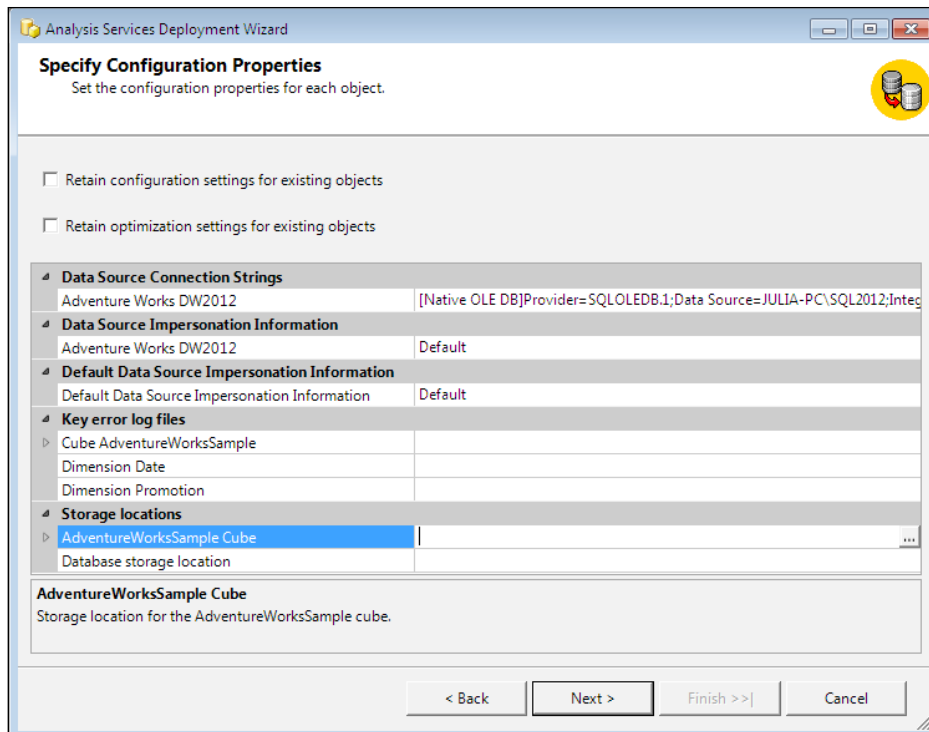 Analysis Services Deployment Wizard
Specify Configuration Properties
Set the configuration properties for each object.
Retain configuration settings for existing objects
Retain optimization settings for existing objects
Data Source Connection Strings
Adventure Works DW2012 [Native OLE DB]Provider=SQLOLEDB.1;Data Source=JULIA-PC\SQL2012;Integ
Data Source Impersonation Information
Adventure Works DW2012 Default
Default Data Source Impersonation Information
Default Data Source Impersonation Information Default
Key error log files
Cube AdventureWorksSample
Dimension Date
Dimension Promotion
Storage locations
AdventureWorksSample Cube ...
Database storage location
AdventureWorksSample Cube
Storage location for the AdventureWorksSample cube.
< Back Next > Finish >>| Cancel